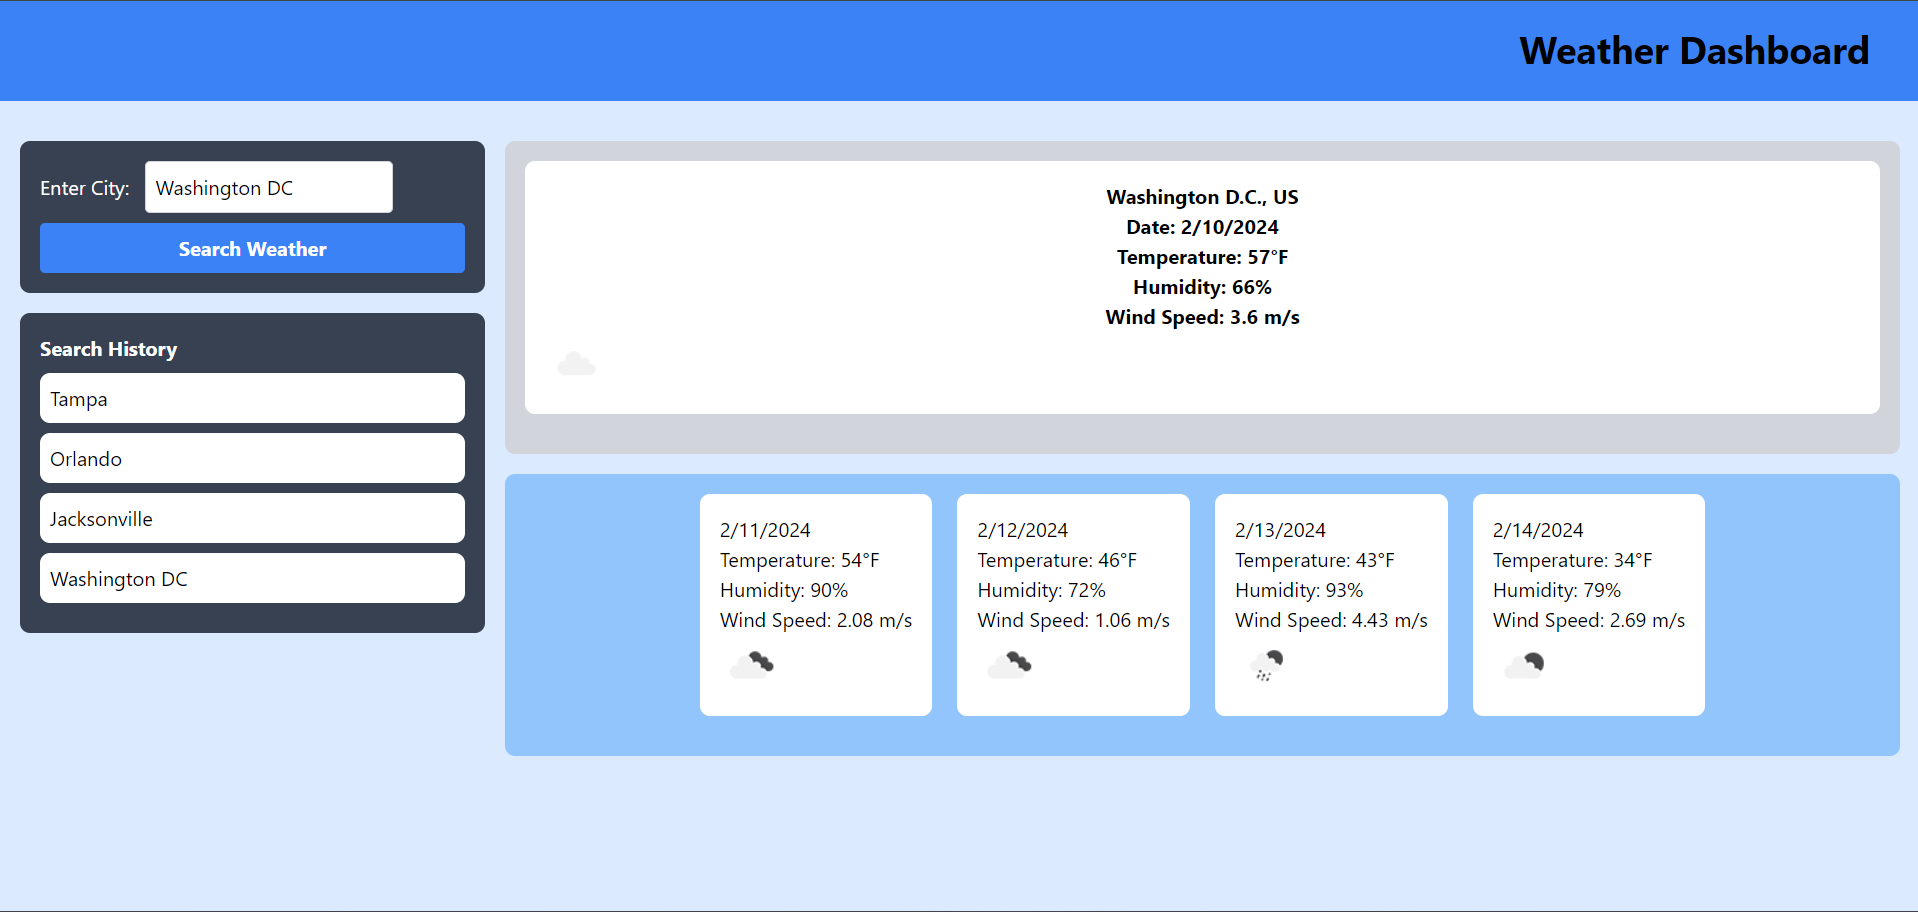 Weather Dashboard
Enter City:
Washington DC
Search Weather
Search History
Tampa
Orlando
Jacksonville
Washington DC
Washington D.C., US
Date: 2/10/2024
Temperature: 57°F
Humidity: 66%
Wind Speed: 3.6 m/s
2/11/2024
Temperature: 54°F
Humidity: 90%
Wind Speed: 2.08 m/s
2/12/2024
Temperature: 46°F
Humidity: 72%
Wind Speed: 1.06 m/s
2/13/2024
Temperature: 43°F
Humidity: 93%
Wind Speed: 4.43 m/s
2/14/2024
Temperature: 34°F
Humidity: 79%
Wind Speed: 2.69 m/s